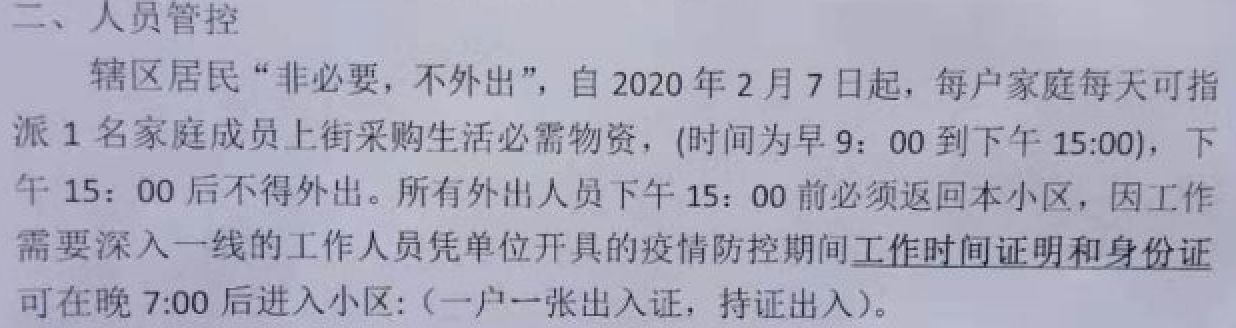 二、人员管控
辖区居民“非必要，不外出”，自 2020 年 2 月 7 日起，每户家庭每天可指
派 1 名家庭成员上街采购生活必需物资，(时间为早 9：00 到下午 15:00)，下
午 15：00 后不得外出。所有外出人员下午 15：00 前必须返回本小区，因工作
需要深入一线的工作人员凭单位开具的疫情防控期间工作时间证明和身份证
可在晚 7:00 后进入小区:（一户一张出入证，持证出入）。